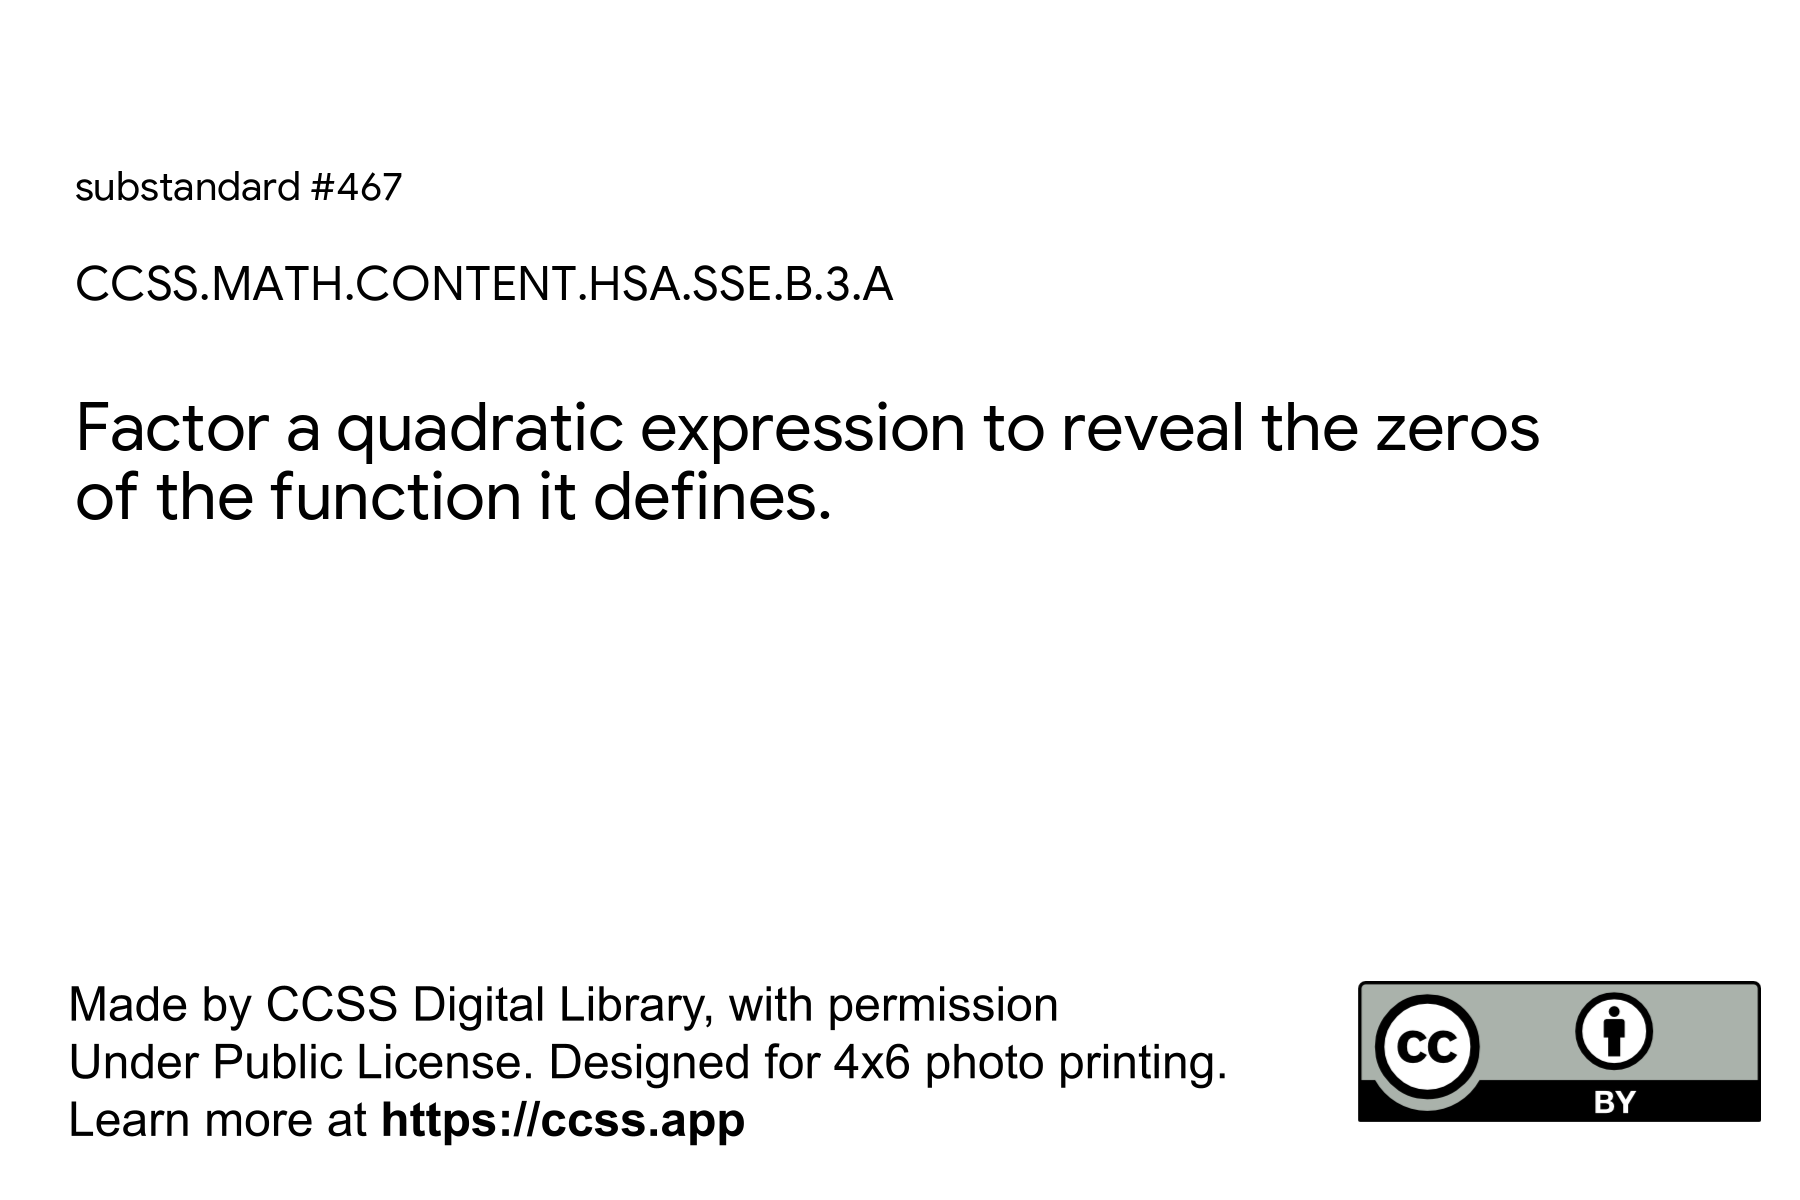 substandard #467
CCSS.MATH.CONTENT.HSA.SSE.B.3.A
Factor a quadratic expression to reveal the zeros
of the function it defines.
Made by CCSS Digital Library, with permission
Under Public License. Designed for 4x6 photo printing.
Learn more at https://ccss.app
cc
BY